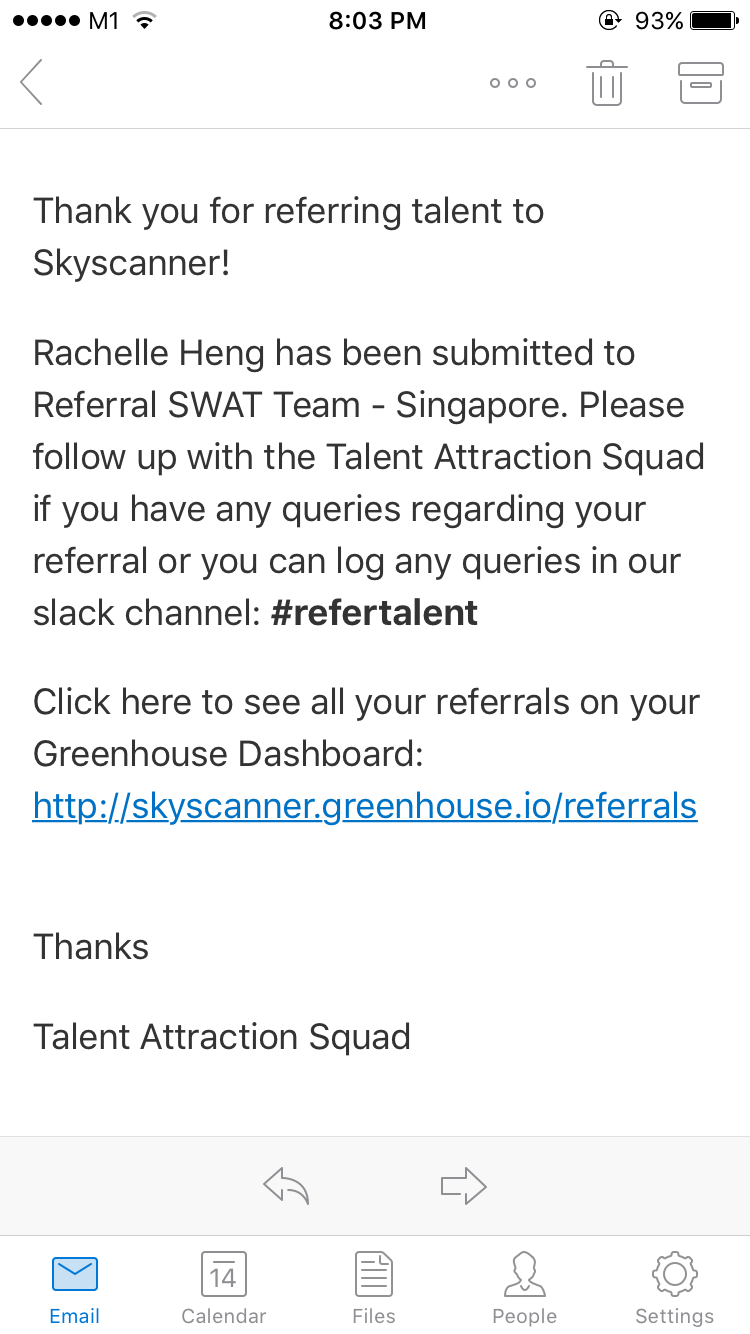 M1 8:03 PM 93%
Thank you for referring talent to
Skyscanner!
Rachelle Heng has been submitted to
Referral SWAT Team - Singapore. Please
follow up with the Talent Attraction Squad
if you have any queries regarding your
referral or you can log any queries in our
slack channel: #refertalent
Click here to see all your referrals on your
Greenhouse Dashboard:
http://skyscanner.greenhouse.io/referrals
Thanks
Talent Attraction Squad
14
Email Calendar Files People Settings